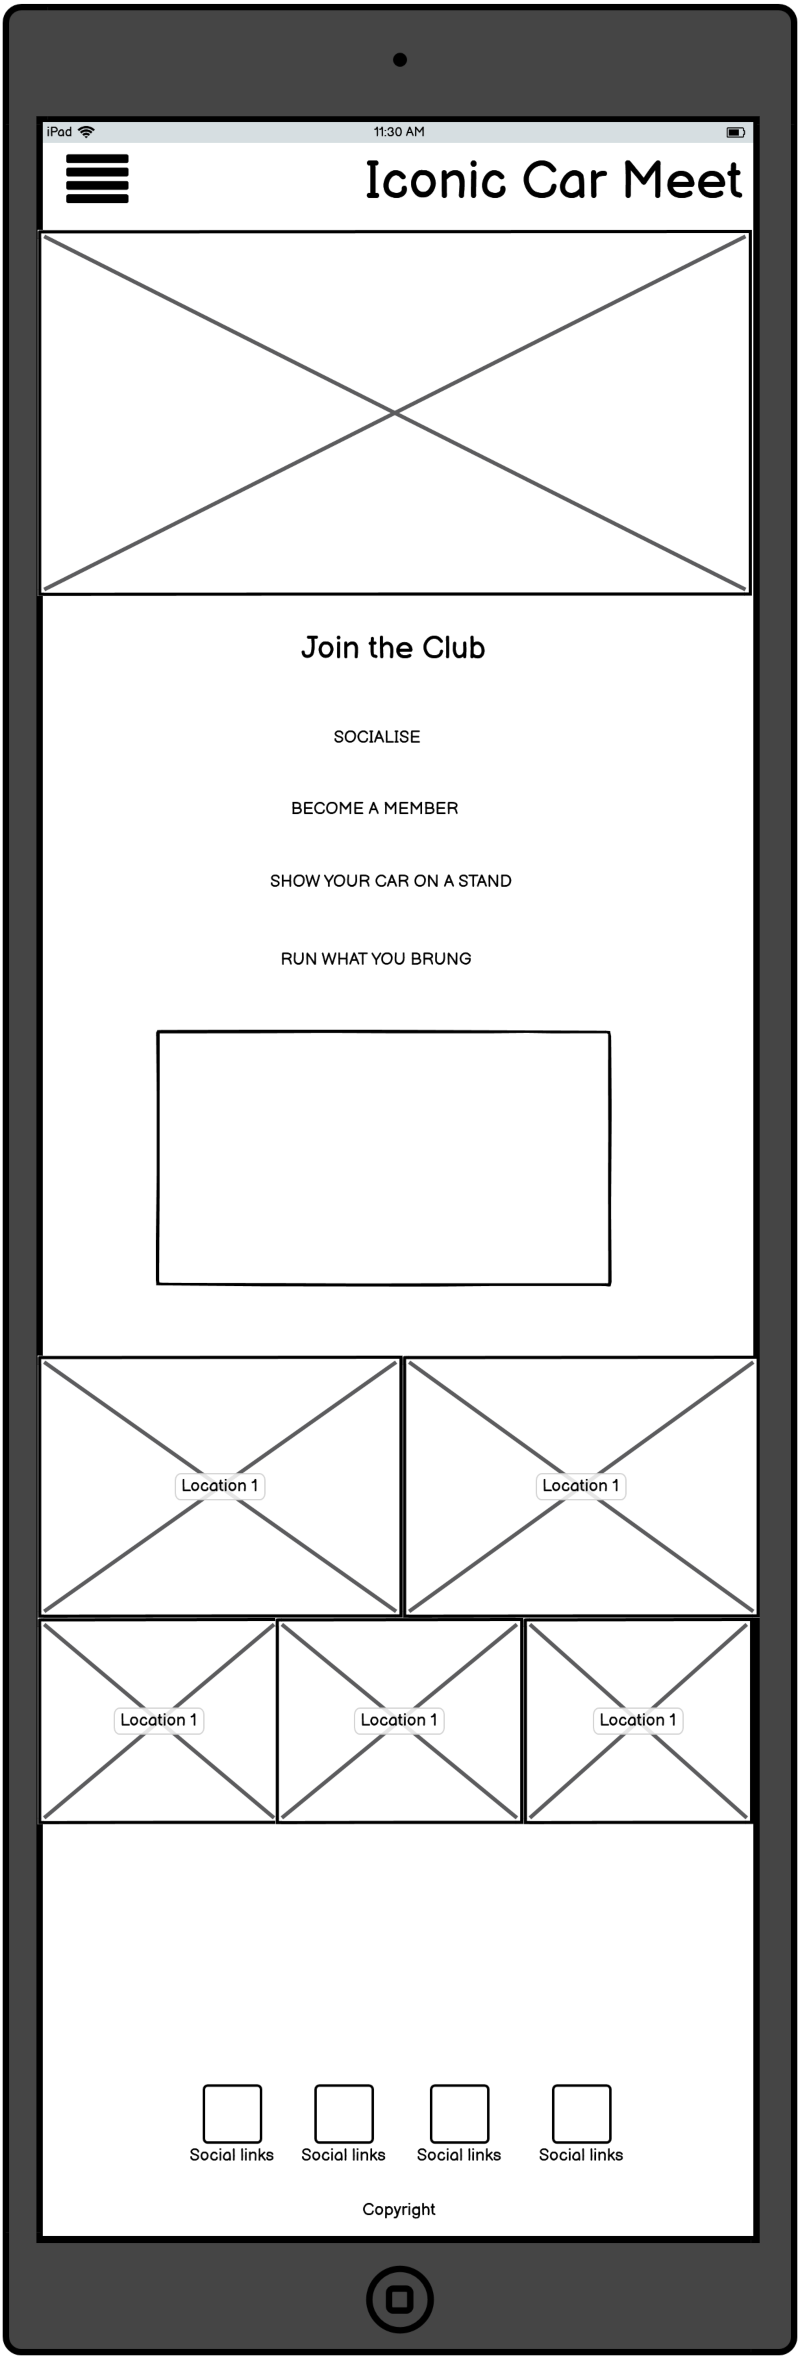 iPad
11:30 AM
Iconic Car Meet
Join the Club
SOCIALISE
BECOME A MEMBER
SHOW YOUR CAR ON A STAND
RUN WHAT YOU BRUNG
Location 1
Location 1
Location 1
Location 1
Location 1
Social links
Social links
Social links
Social links
Copyright